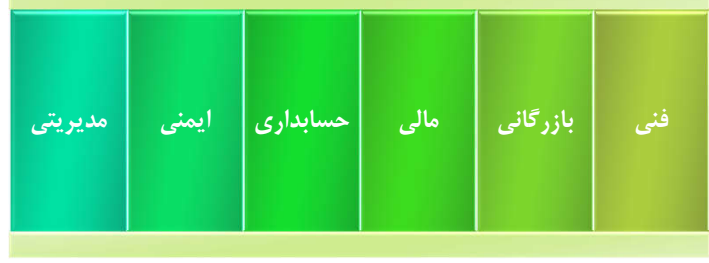 فنی
بازرگانی
مالی
حسابداری
ایمنی
مدیریتی